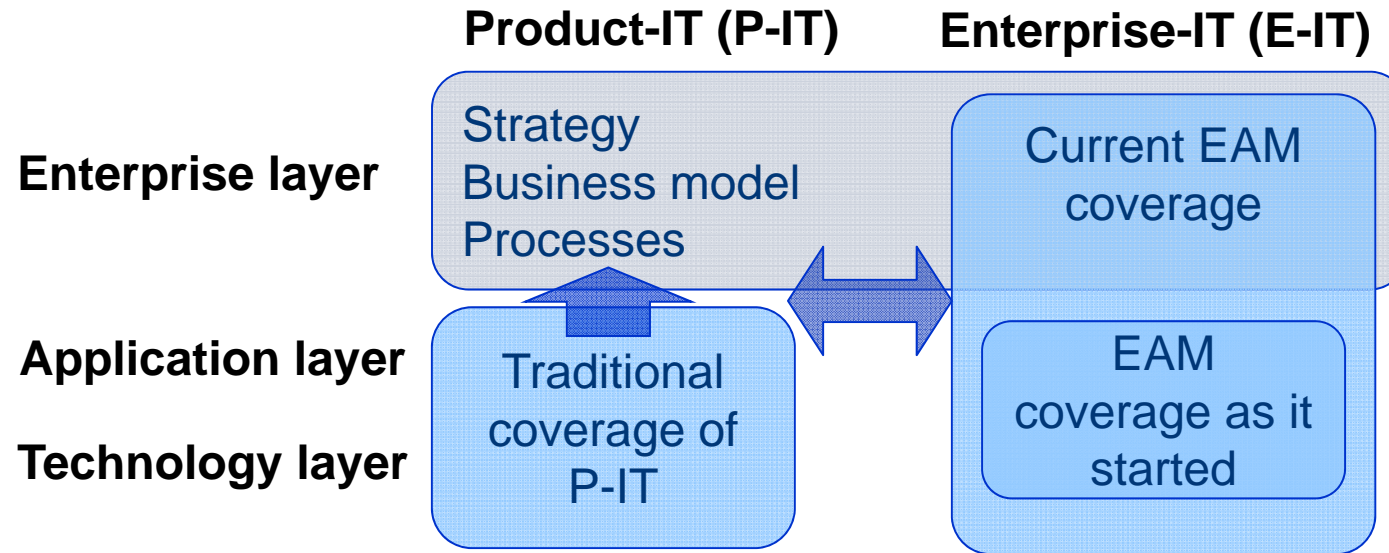 Product-IT (P-IT)
Enterprise-IT (E-IT)
Enterprise layer
Strategy
Business model
Processes
Current EAM
coverage
Application layer
Technology layer
Traditional
coverage of
P-IT
EAM
coverage as it
started